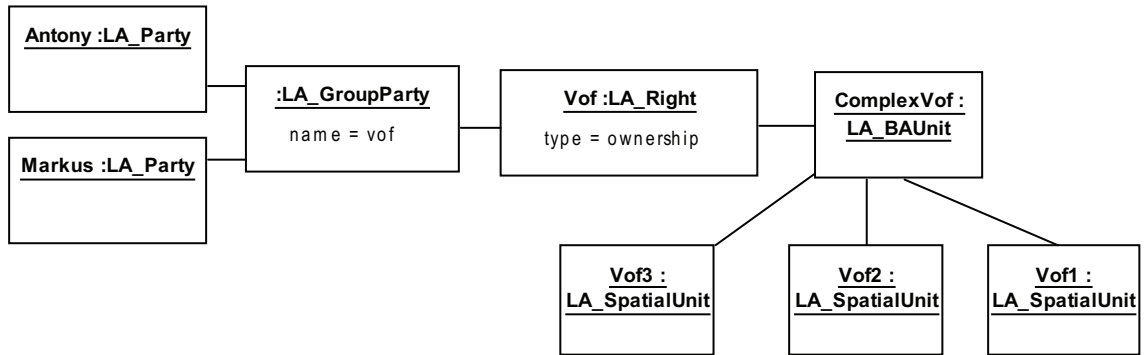 Antony :LA_Party
Markus :LA_Party
:LA_GroupParty
name = vof
Vof :LA_Right
type = ownership
ComplexVof :
LA_BAUnit
Vof3 :
LA_SpatialUnit
Vof2 :
LA_SpatialUnit
Vof1 :
LA_SpatialUnit